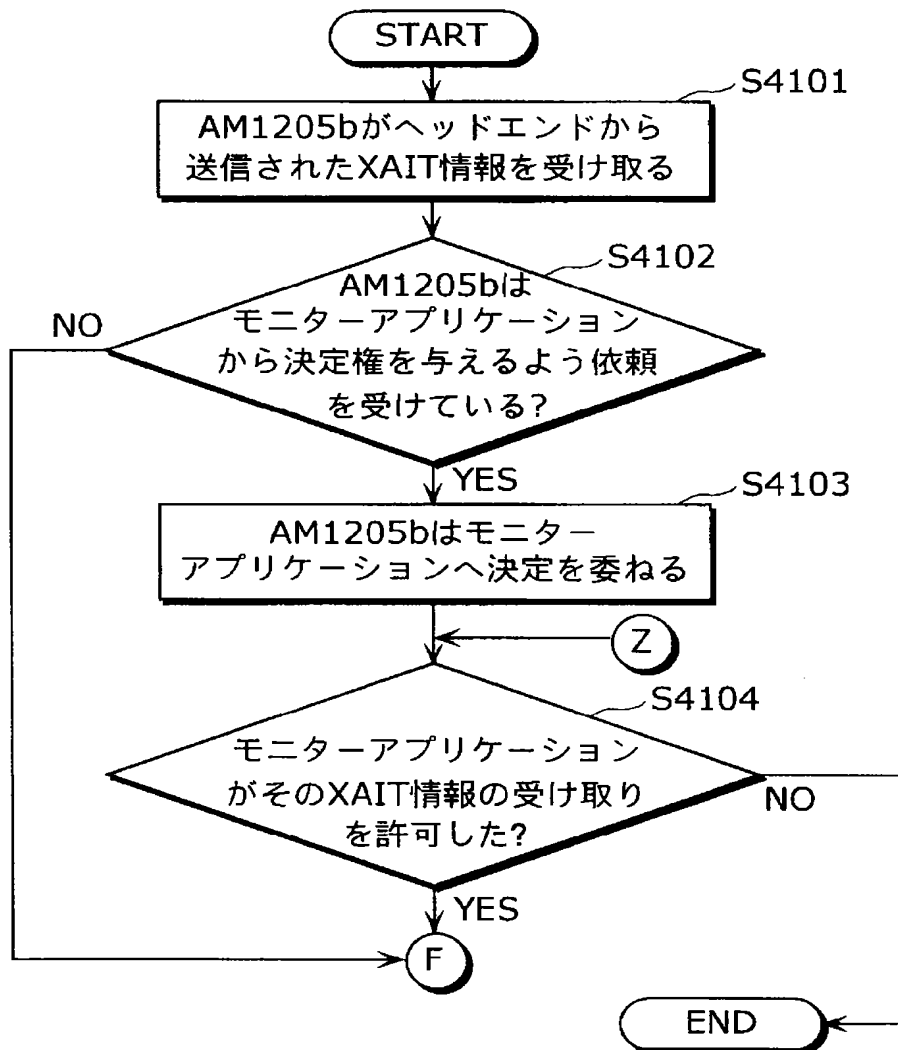 START
S4101
AM1205bがヘッドエンドから
送信されたXAIT情報を受け取る
S4102
AM1205bは
モニターアプリケーション
から決定権を与えるよう依頼
を受けている?
NO
YES
S4103
AM1205bはモニター
アプリケーションへ決定を委ねる
Z
S4104
モニターアプリケーション
がそのXAIT情報の受け取り
を許可した?
NO
YES
F
END